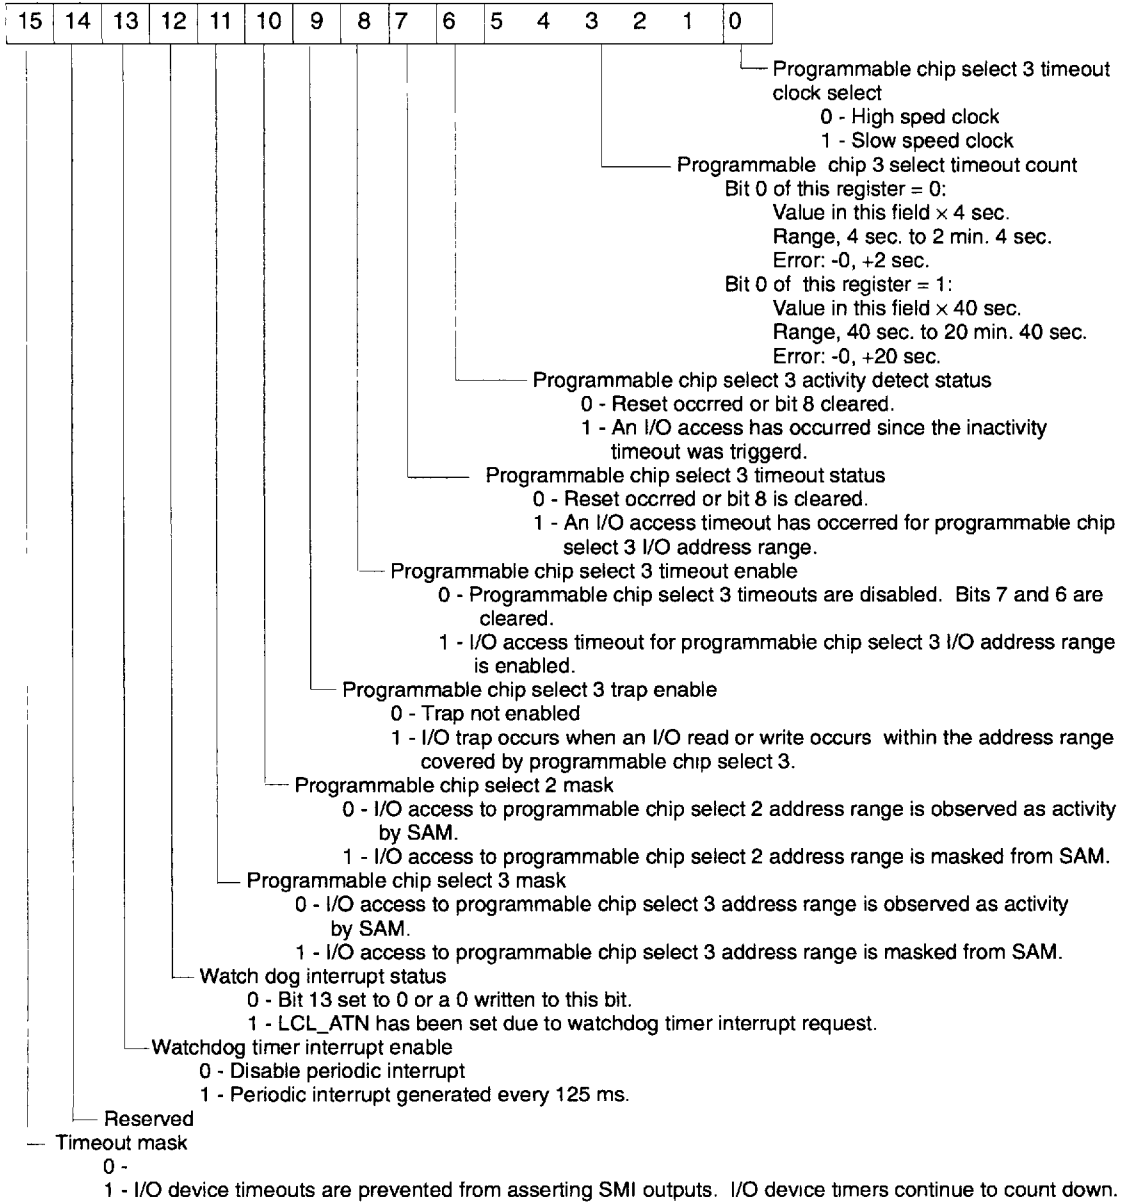 15 14 13 12 11 10 9 8 7 6 5 4 3 2 1 0
Programmable chip select 3 timeout
clock select
0 - High sped clock
1 - Slow speed clock
Programmable chip 3 select timeout count
Bit 0 of this register = 0:
Value in this field × 4 sec.
Range, 4 sec. to 2 min. 4 sec.
Error: -0, +2 sec.
Bit 0 of this register = 1:
Value in this field × 40 sec.
Range, 40 sec. to 20 min. 40 sec.
Error: -0, +20 sec.
Programmable chip select 3 activity detect status
0 - Reset occrred or bit 8 cleared.
1 - An I/O access has occurred since the inactivity
timeout was triggerd.
Programmable chip select 3 timeout status
0 - Reset occrred or bit 8 is cleared.
1 - An I/O access timeout has occerred for programmable chip
select 3 I/O address range.
Programmable chip select 3 timeout enable
0 - Programmable chip select 3 timeouts are disabled. Bits 7 and 6 are
cleared.
1 - I/O access timeout for programmable chip select 3 I/O address range
is enabled.
Programmable chip select 3 trap enable
0 - Trap not enabled
1 - I/O trap occurs when an I/O read or write occurs within the address range
covered by programmable chip select 3.
Programmable chip select 2 mask
0 - I/O access to programmable chip select 2 address range is observed as activity
by SAM.
1 - I/O access to programmable chip select 2 address range is masked from SAM.
Programmable chip select 3 mask
0 - I/O access to programmable chip select 3 address range is observed as activity
by SAM.
1 - I/O access to programmable chip select 3 address range is masked from SAM.
Watch dog interrupt status
0 - Bit 13 set to 0 or a 0 written to this bit.
1 - LCL_ATN has been set due to watchdog timer interrupt request.
Watchdog timer interrupt enable
0 - Disable periodic interrupt
1 - Periodic interrupt generated every 125 ms.
Reserved
Timeout mask
0 -
1 - I/O device timeouts are prevented from asserting SMI outputs. I/O device timers continue to count down.